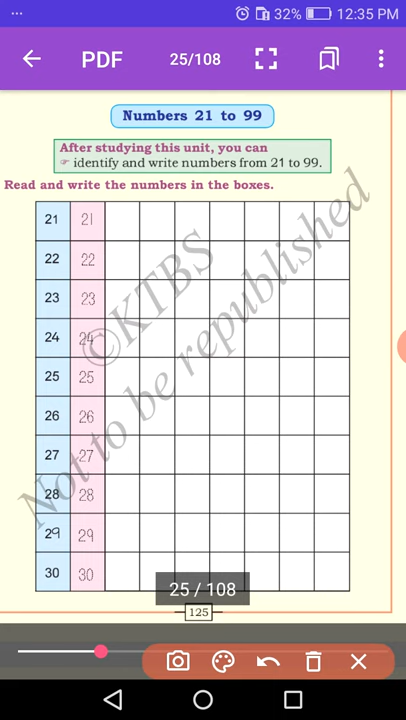 ... 32% 12:35 PM
PDF 25/108
Numbers 21 to 99
After studying this unit, you can
☞ identify and write numbers from 21 to 99.
Read and write the numbers in the boxes.
21 21
22 22
23 23
24 24
25 25
26 26
27 27
28 28
29 29
30 30
©KTBS
Not to be republished
25 / 108
125